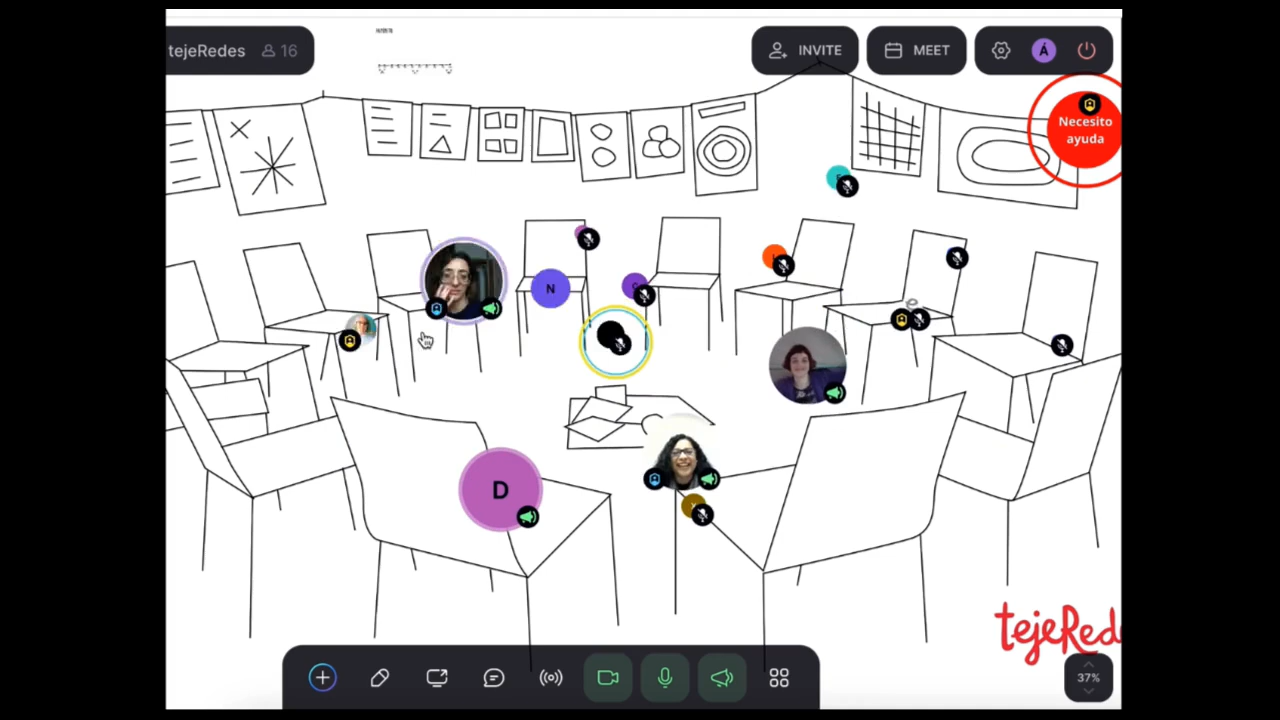 tejeRedes
16
INVITE
MEET
Á
Necesito
ayuda
N
D
tejeRed
37%